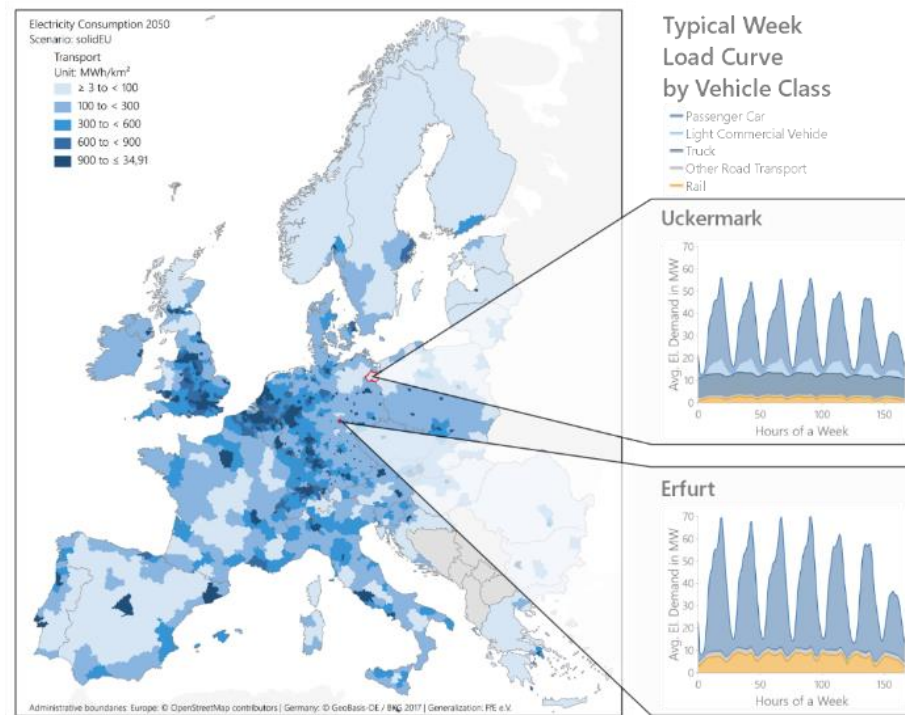 Electricity Consumption 2050
Scenario: solidEU
Transport
Unit: MWh/km²
≥ 3 to < 100
100 to < 300
300 to < 600
600 to < 900
900 to ≤ 34,91
Typical Week
Load Curve
by Vehicle Class
Passenger Car
Light Commercial Vehicle
Truck
Other Road Transport
Rail
Uckermark
Avg. El. Demand in MW
70
60
50
40
30
20
10
0
0 50 100 150
Hours of a Week
Erfurt
Avg. El. Demand in MW
70
60
50
40
30
20
10
0
0 50 100 150
Hours of a Week
Administrative boundaries: Europe: © OpenStreetMap contributors | Germany: © GeoBasis-DE / BKG 2017 | Generalization: FfE e.V.